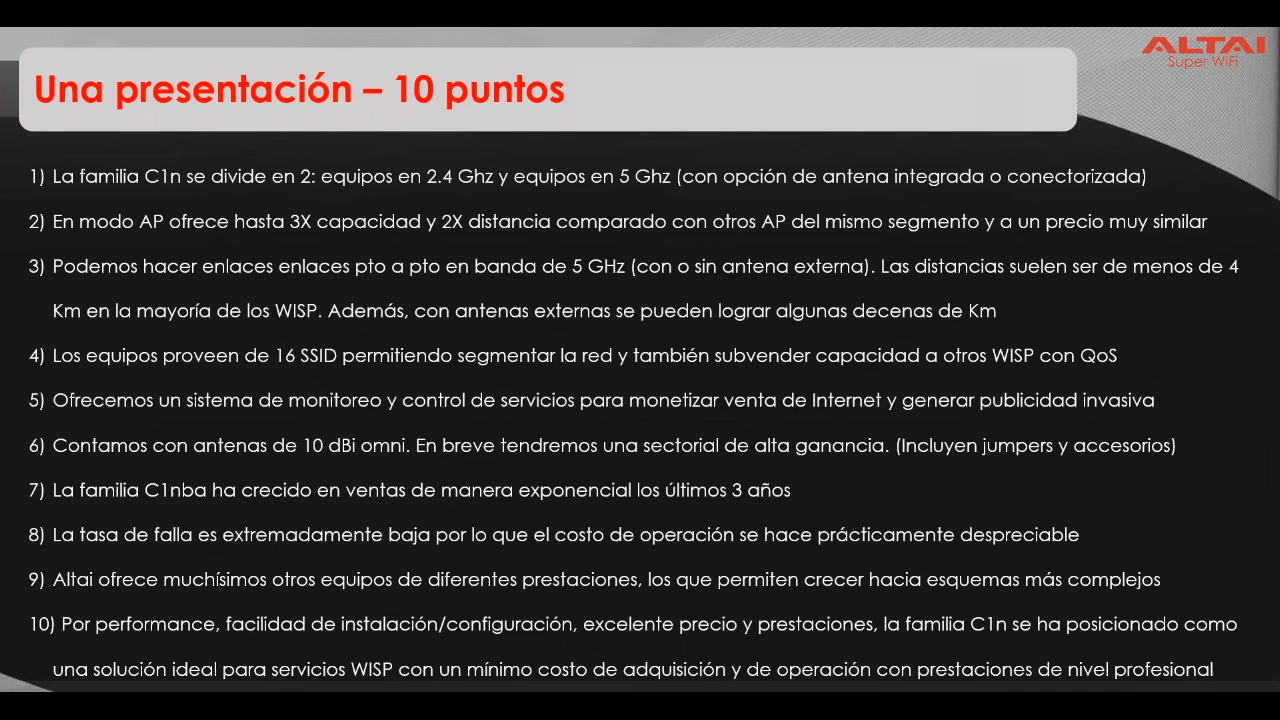 ALTAI
Super WiFi
Una presentación – 10 puntos
1) La familia C1n se divide en 2: equipos en 2.4 Ghz y equipos en 5 Ghz (con opción de antena integrada o conectorizada)
2) En modo AP ofrece hasta 3X capacidad y 2X distancia comparado con otros AP del mismo segmento y a un precio muy similar
3) Podemos hacer enlaces enlaces pto a pto en banda de 5 GHz (con o sin antena externa). Las distancias suelen ser de menos de 4
Km en la mayoría de los WISP. Además, con antenas externas se pueden lograr algunas decenas de Km
4) Los equipos proveen de 16 SSID permitiendo segmentar la red y también subvender capacidad a otros WISP con QoS
5) Ofrecemos un sistema de monitoreo y control de servicios para monetizar venta de Internet y generar publicidad invasiva
6) Contamos con antenas de 10 dBi omni. En breve tendremos una sectorial de alta ganancia. (Incluyen jumpers y accesorios)
7) La familia C1nba ha crecido en ventas de manera exponencial los últimos 3 años
8) La tasa de falla es extremadamente baja por lo que el costo de operación se hace prácticamente despreciable
9) Altai ofrece muchísimos otros equipos de diferentes prestaciones, los que permiten crecer hacia esquemas más complejos
10) Por performance, facilidad de instalación/configuración, excelente precio y prestaciones, la familia C1n se ha posicionado como
una solución ideal para servicios WISP con un mínimo costo de adquisición y de operación con prestaciones de nivel profesional